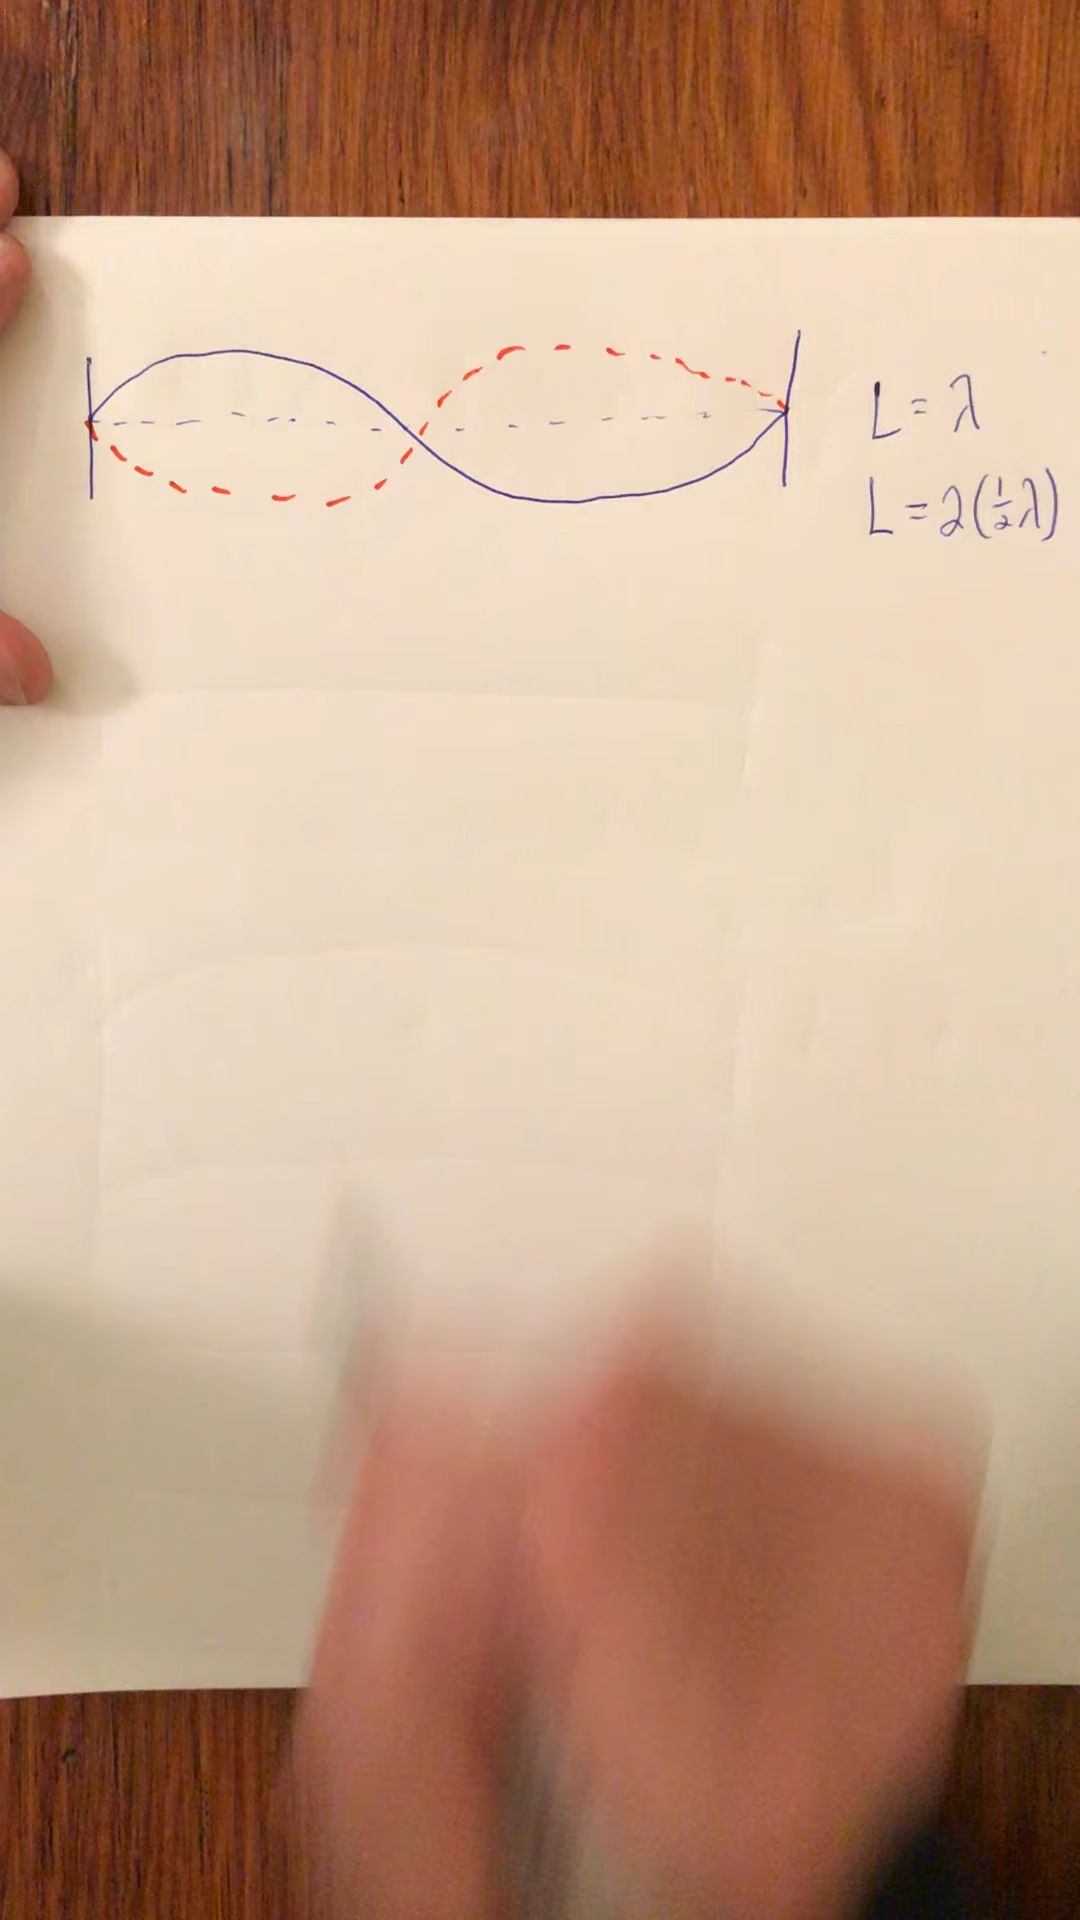 L = λ
L = 2(½λ)